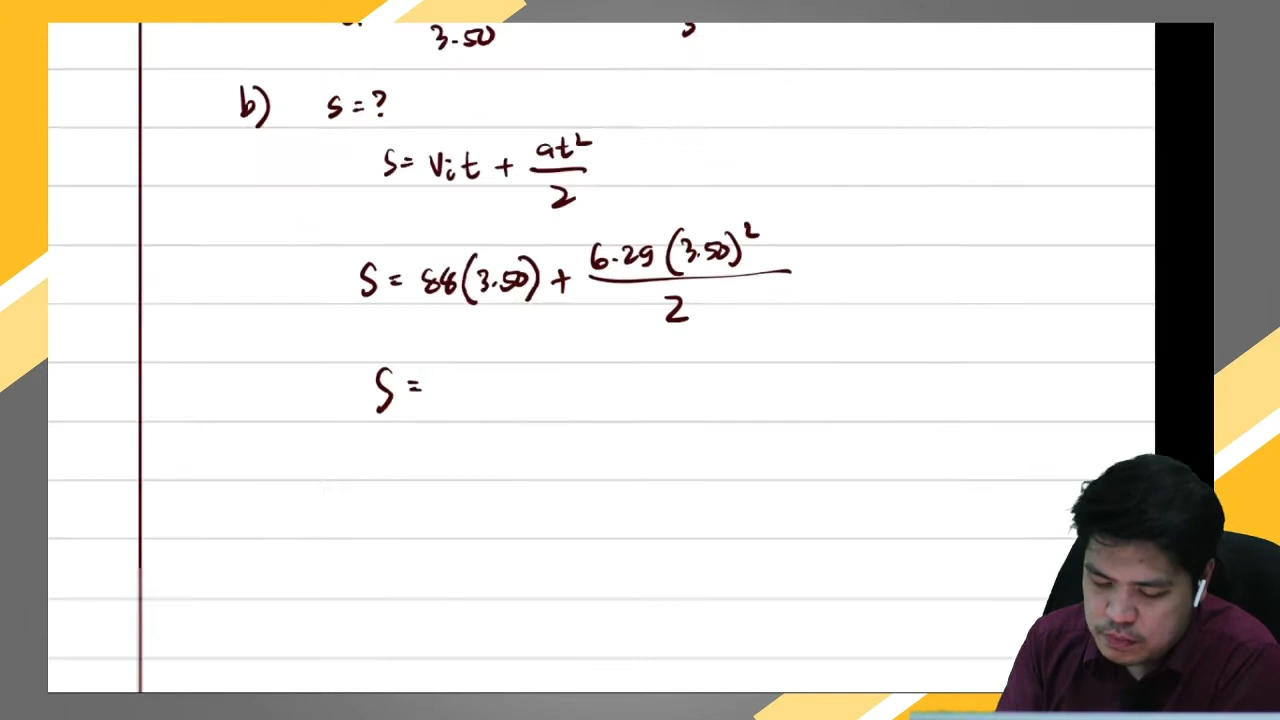 3.50
b) s = ?
s = vᵢt + at²/2
S = 88(3.50) + 6.29(3.50)²/2
S =